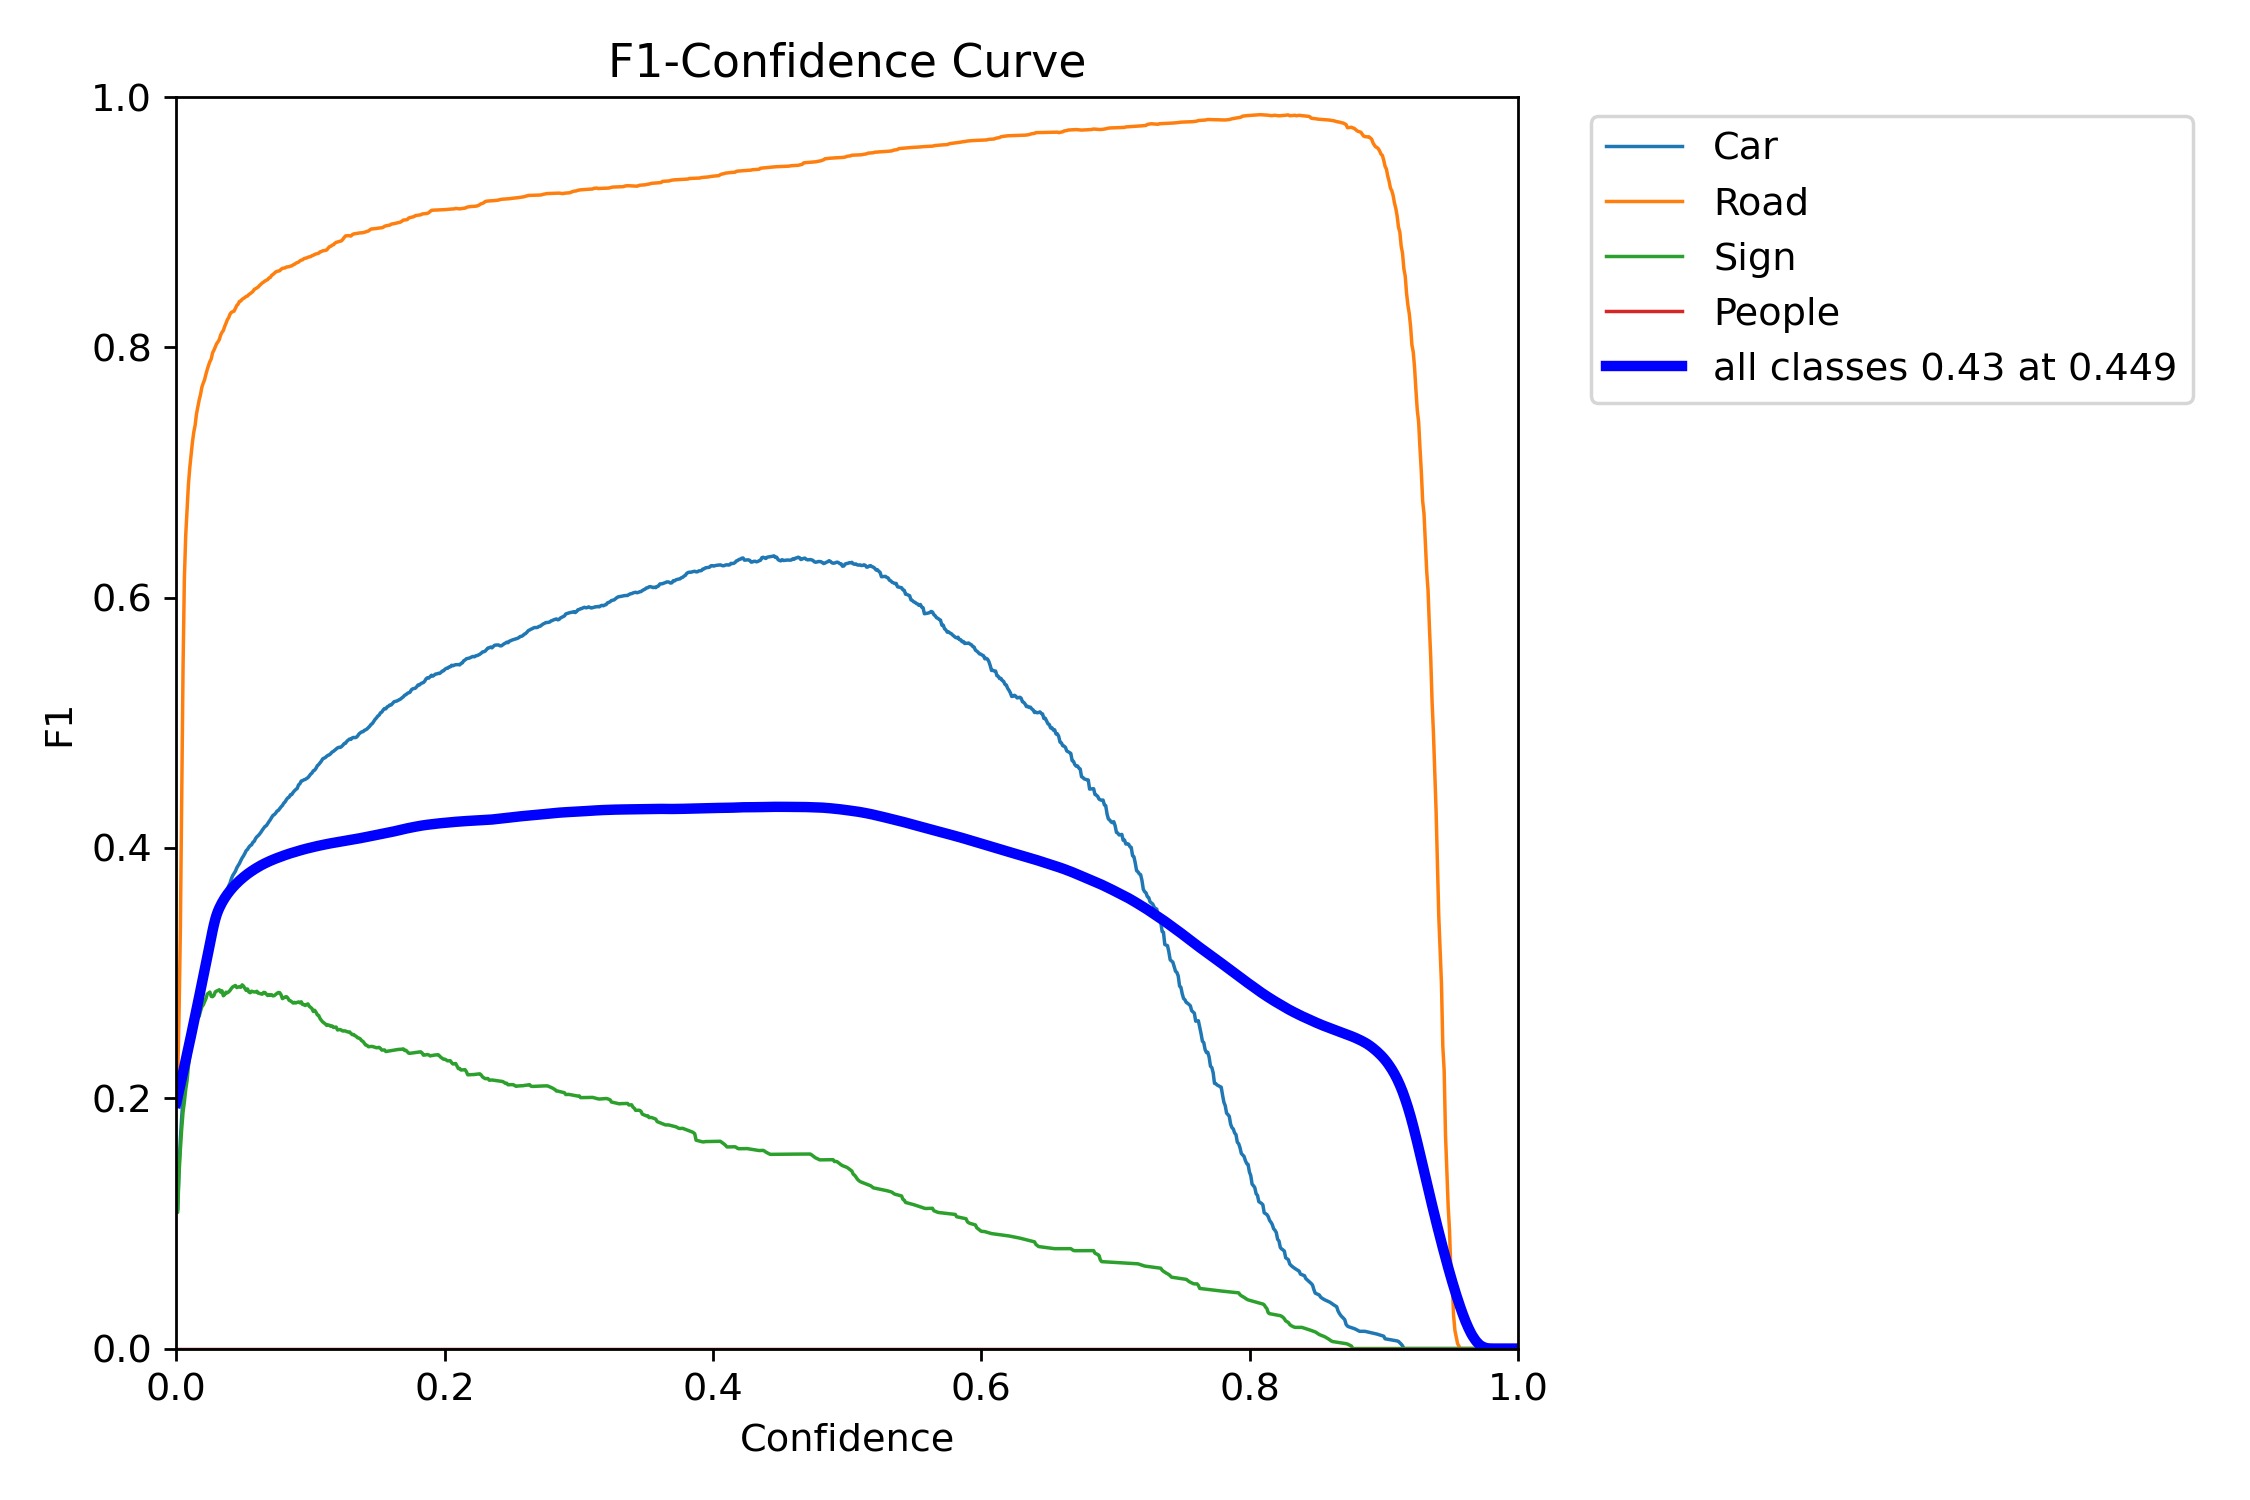 F1-Confidence Curve
1.0
0.8
0.6
0.4
0.2
0.0
F1
0.0 0.2 0.4 0.6 0.8 1.0
Confidence
Car
Road
Sign
People
all classes 0.43 at 0.449